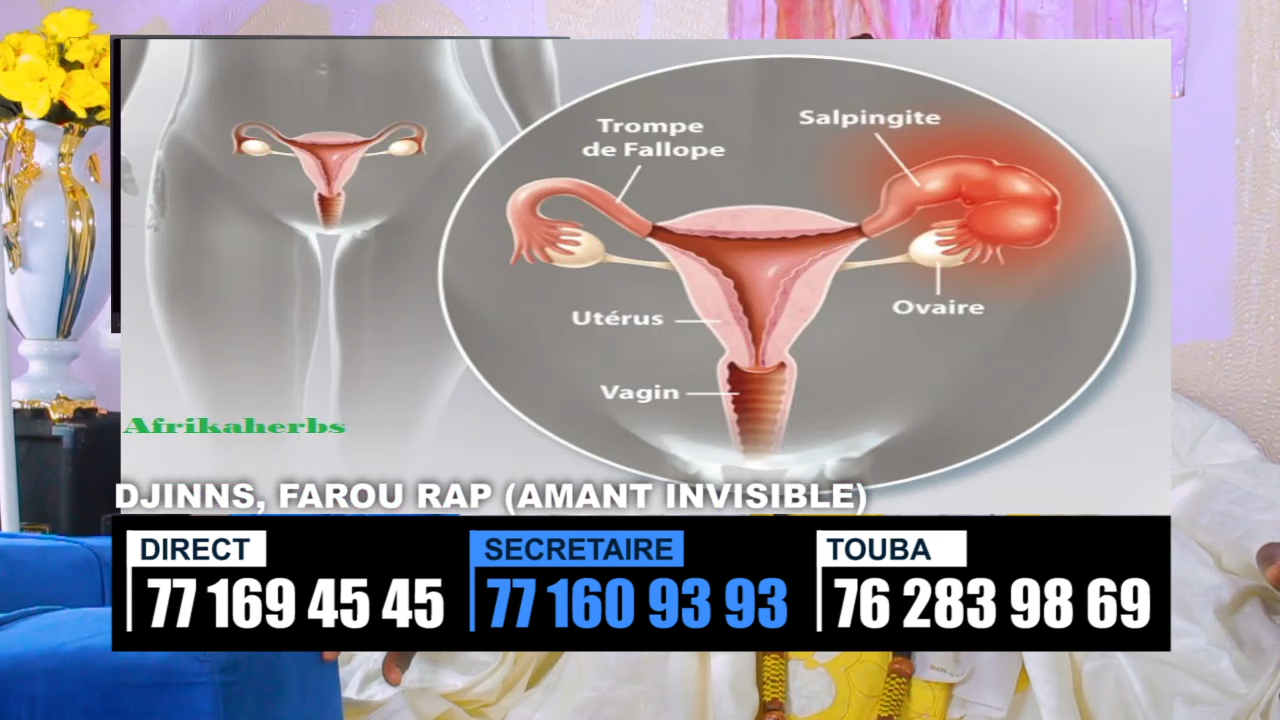 Trompe
de Fallope
Salpingite
Utérus
Ovaire
Vagin
Afrikaherbs
DJINNS, FAROU RAP (AMANT INVISIBLE)
DIRECT
77 169 45 45
SECRETAIRE
77 160 93 93
TOUBA
76 283 98 69